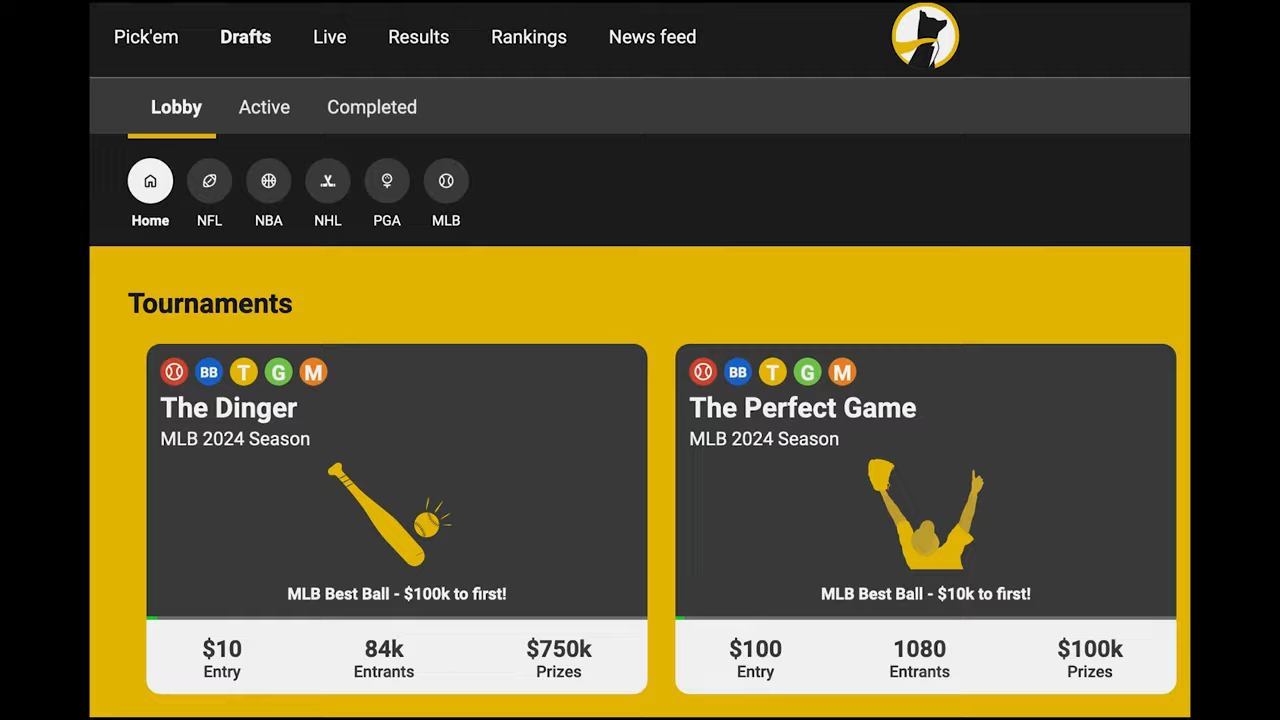 Pick'em Drafts Live Results Rankings News feed
Lobby Active Completed
Home NFL NBA NHL PGA MLB
Tournaments
BB T G M
The Dinger
MLB 2024 Season
MLB Best Ball - $100k to first!
$10 84k $750k
Entry Entrants Prizes
BB T G M
The Perfect Game
MLB 2024 Season
MLB Best Ball - $10k to first!
$100 1080 $100k
Entry Entrants Prizes